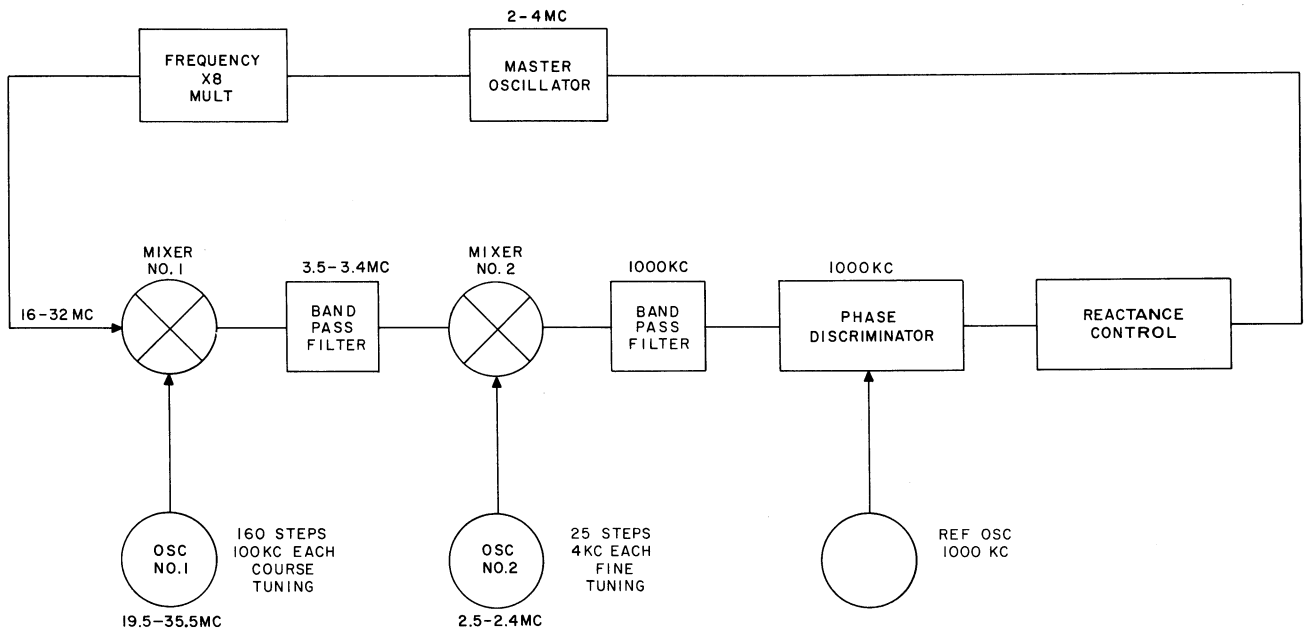 2-4MC
FREQUENCY
X8
MULT
MASTER
OSCILLATOR
MIXER
NO. 1
3.5-3.4MC
MIXER
NO. 2
1000KC
1000KC
16-32 MC
BAND
PASS
FILTER
BAND
PASS
FILTER
PHASE
DISCRIMINATOR
REACTANCE
CONTROL
OSC
NO.1
160 STEPS
100KC EACH
COURSE
TUNING
OSC
NO.2
25 STEPS
4KC EACH
FINE
TUNING
REF OSC
1000 KC
19.5-35.5MC
2.5-2.4MC